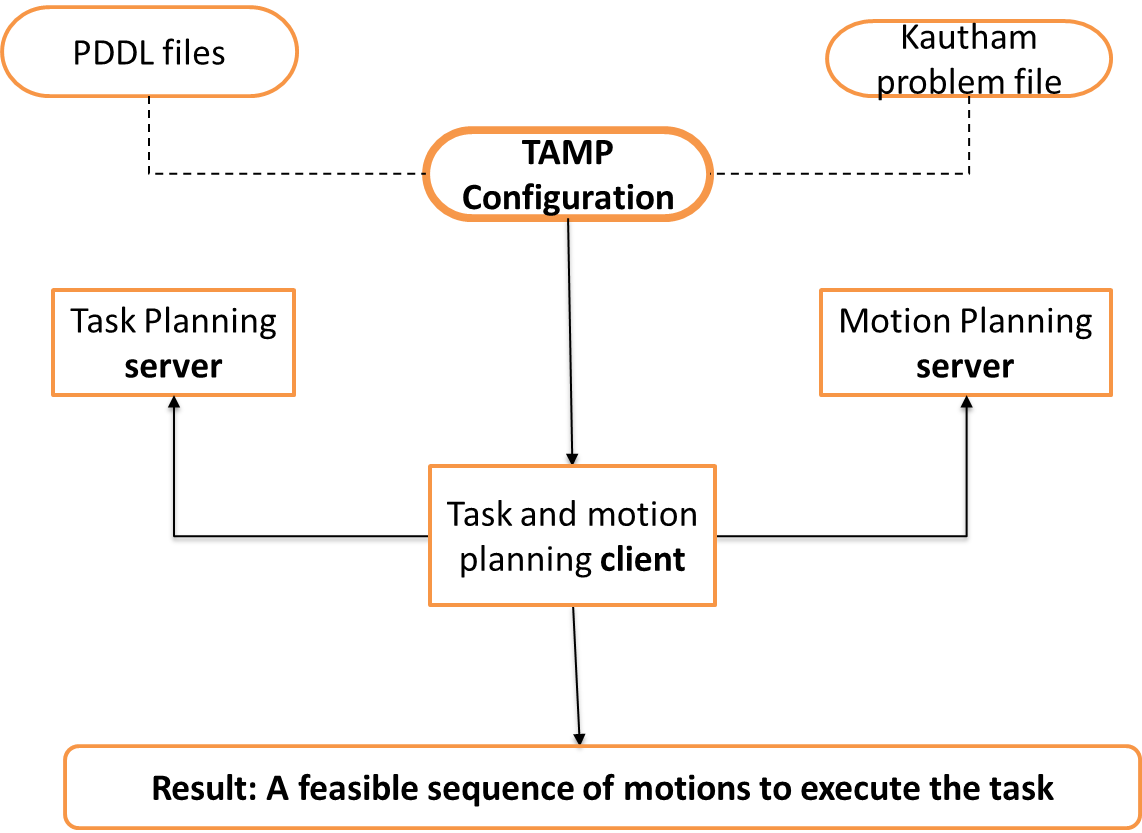 PDDL files
Kautham
problem file
TAMP
Configuration
Task Planning
server
Motion Planning
server
Task and motion
planning client
Result: A feasible sequence of motions to execute the task